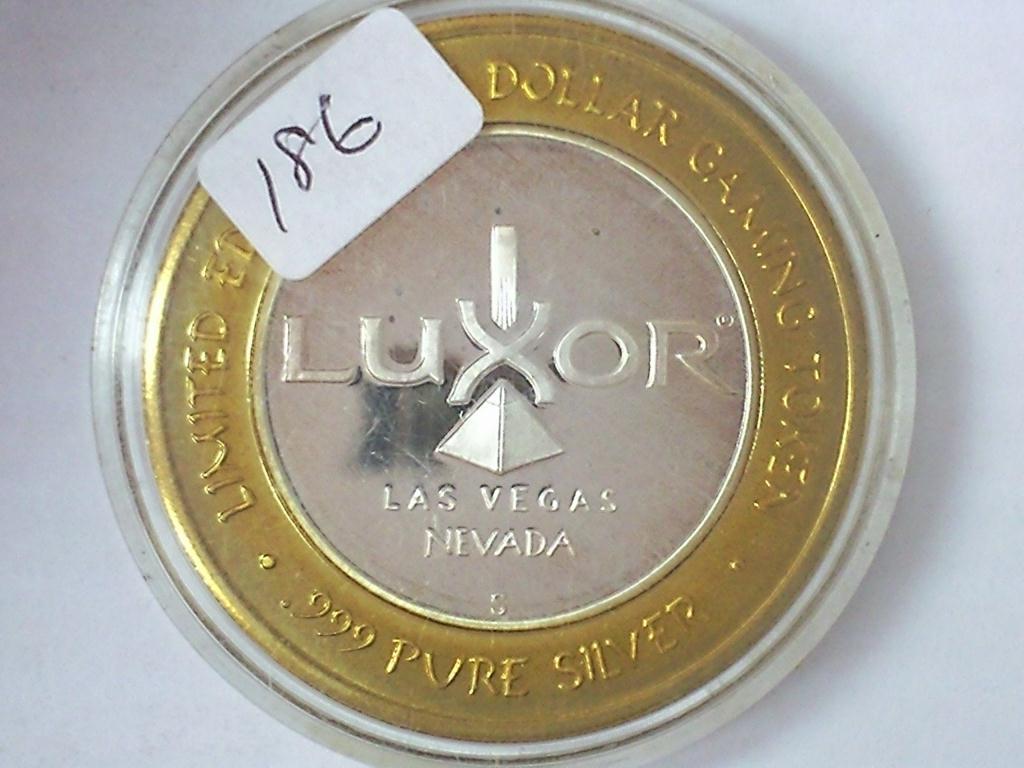 186
LIMITED ED
DOLLAR GAMING TOKEN
LUXOR®
LAS VEGAS
NEVADA
S
.999 PURE SILVER